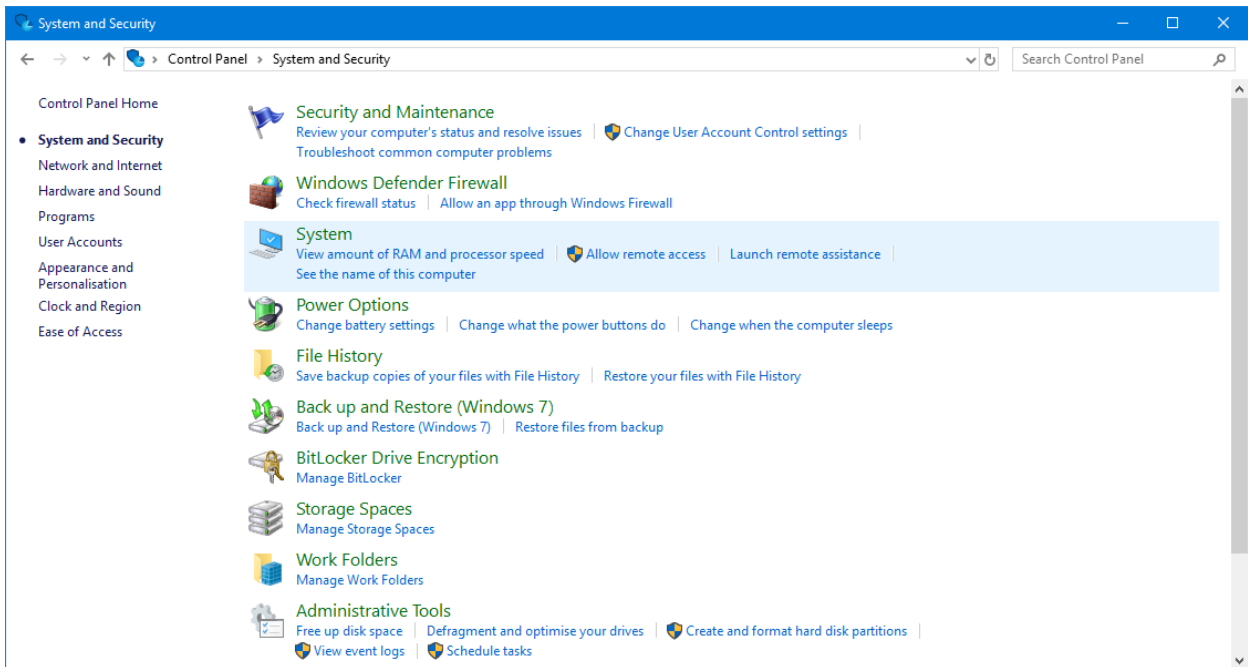 System and Security
Control Panel > System and Security
Search Control Panel
Control Panel Home
System and Security
Network and Internet
Hardware and Sound
Programs
User Accounts
Appearance and
Personalisation
Clock and Region
Ease of Access
Security and Maintenance
Review your computer's status and resolve issues | Change User Account Control settings |
Troubleshoot common computer problems
Windows Defender Firewall
Check firewall status | Allow an app through Windows Firewall
System
View amount of RAM and processor speed | Allow remote access | Launch remote assistance |
See the name of this computer
Power Options
Change battery settings | Change what the power buttons do | Change when the computer sleeps
File History
Save backup copies of your files with File History | Restore your files with File History
Back up and Restore (Windows 7)
Back up and Restore (Windows 7) | Restore files from backup
BitLocker Drive Encryption
Manage BitLocker
Storage Spaces
Manage Storage Spaces
Work Folders
Manage Work Folders
Administrative Tools
Free up disk space | Defragment and optimise your drives | Create and format hard disk partitions |
View event logs | Schedule tasks